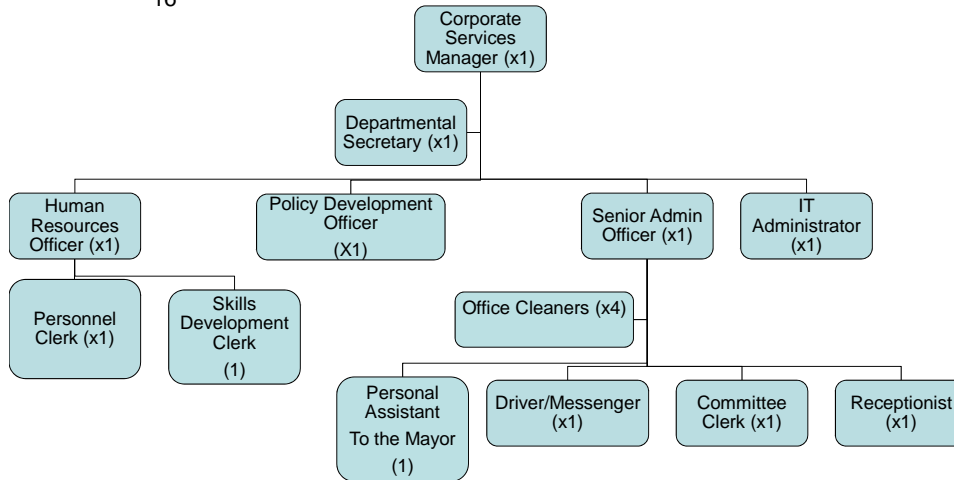 16
Corporate
Services
Manager (x1)
Departmental
Secretary (x1)
Human
Resources
Officer (x1)
Policy Development
Officer
(X1)
Senior Admin
Officer (x1)
IT
Administrator
(x1)
Personnel
Clerk (x1)
Skills
Development
Clerk
(1)
Office Cleaners (x4)
Personal
Assistant
To the Mayor
(1)
Driver/Messenger
(x1)
Committee
Clerk (x1)
Receptionist
(x1)